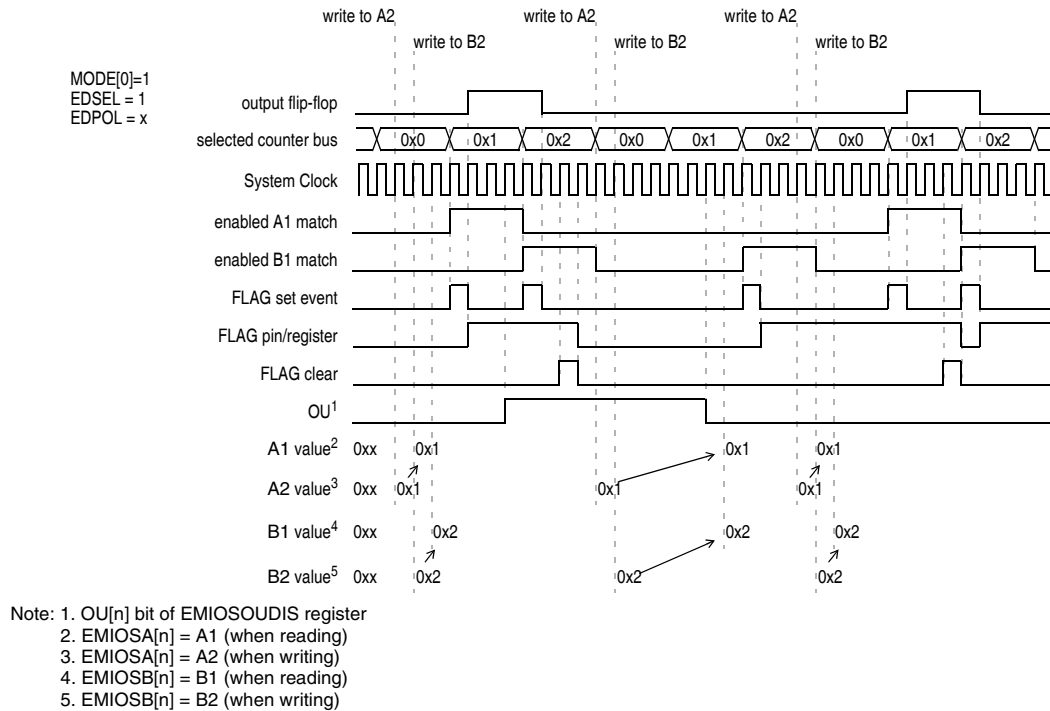 write to A2 write to A2 write to A2
write to B2 write to B2 write to B2
MODE[0]=1
EDSEL = 1
EDPOL = x
output flip-flop
selected counter bus 0x0 0x1 0x2 0x0 0x1 0x2 0x0 0x1 0x2
System Clock
enabled A1 match
enabled B1 match
FLAG set event
FLAG pin/register
FLAG clear
OU1
A1 value2 0xx 0x1 0x1 0x1
A2 value3 0xx 0x1 0x1 0x1
B1 value4 0xx 0x2 0x2 0x2
B2 value5 0xx 0x2 0x2 0x2
Note: 1. OU[n] bit of EMIOSOUDIS register
2. EMIOSA[n] = A1 (when reading)
3. EMIOSA[n] = A2 (when writing)
4. EMIOSB[n] = B1 (when reading)
5. EMIOSB[n] = B2 (when writing)